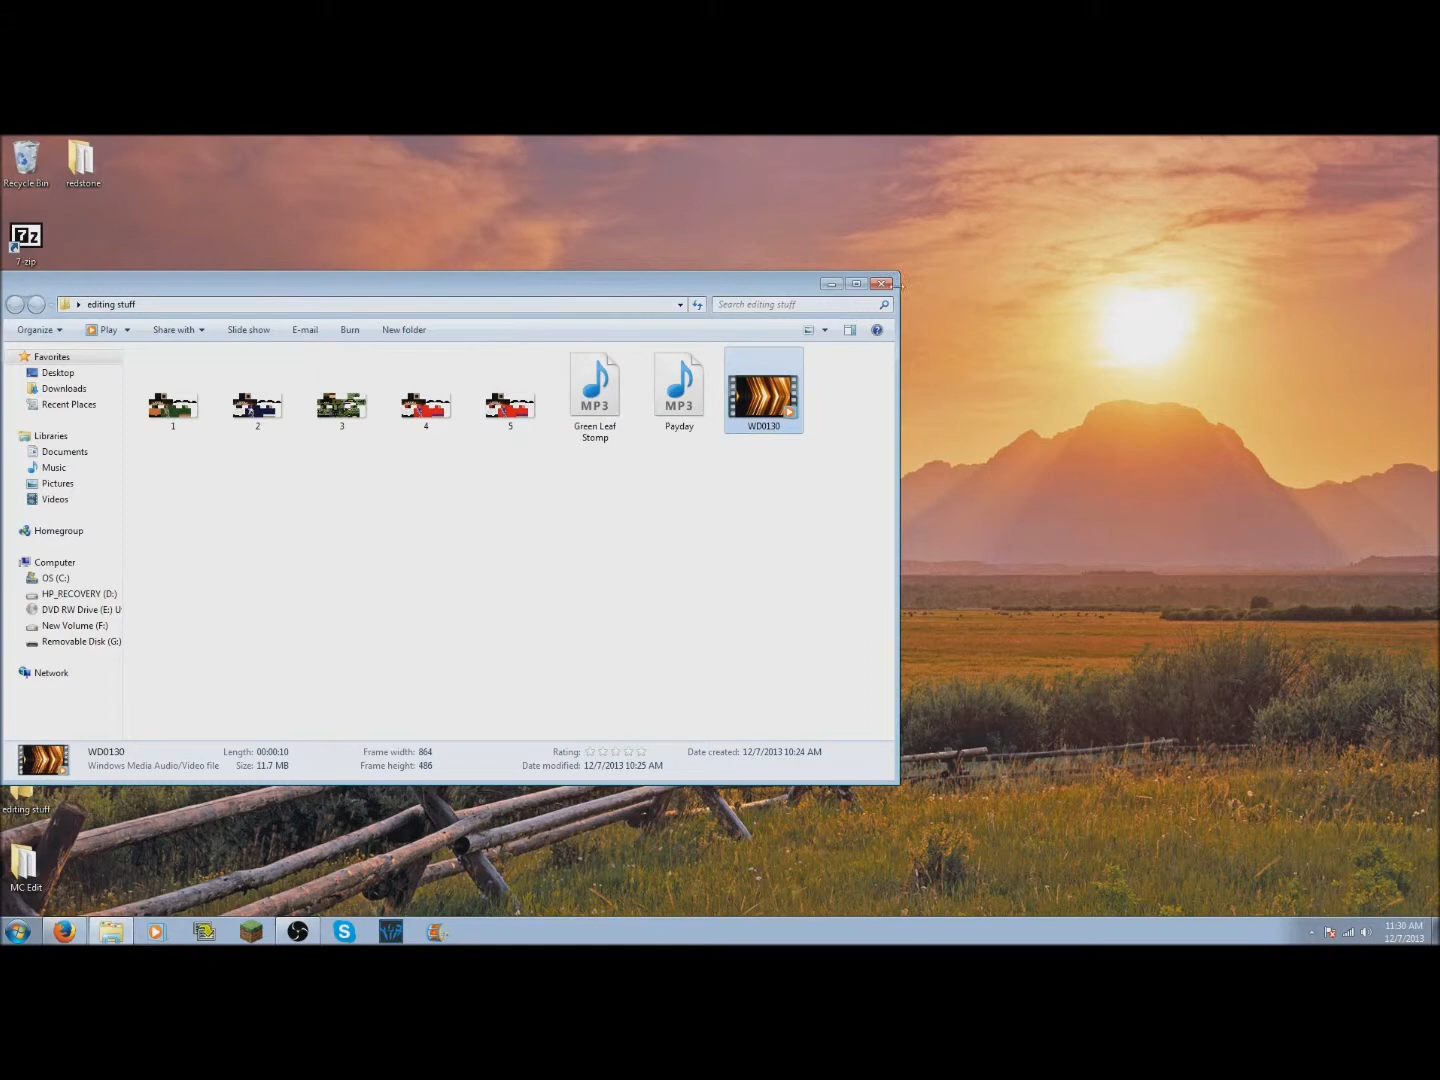 Recycle Bin
redstone
7z
7-zip
editing stuff
Search editing stuff
Organize
Play
Share with
Slide show
E-mail
Burn
New folder
Favorites
Desktop
Downloads
Recent Places
Libraries
Documents
Music
Pictures
Videos
Homegroup
Computer
OS (C:)
HP_RECOVERY (D:)
DVD RW Drive (E:) U
New Volume (F:)
Removable Disk (G:)
Network
1
2
3
4
5
MP3
Green Leaf
Stomp
MP3
Payday
WD0130
WD0130
Windows Media Audio/Video file
Length: 00:00:10
Size: 11.7 MB
Frame width: 864
Frame height: 486
Rating:
Date modified: 12/7/2013 10:25 AM
Date created: 12/7/2013 10:24 AM
editing stuff
MC Edit
S
11:30 AM
12/7/2013